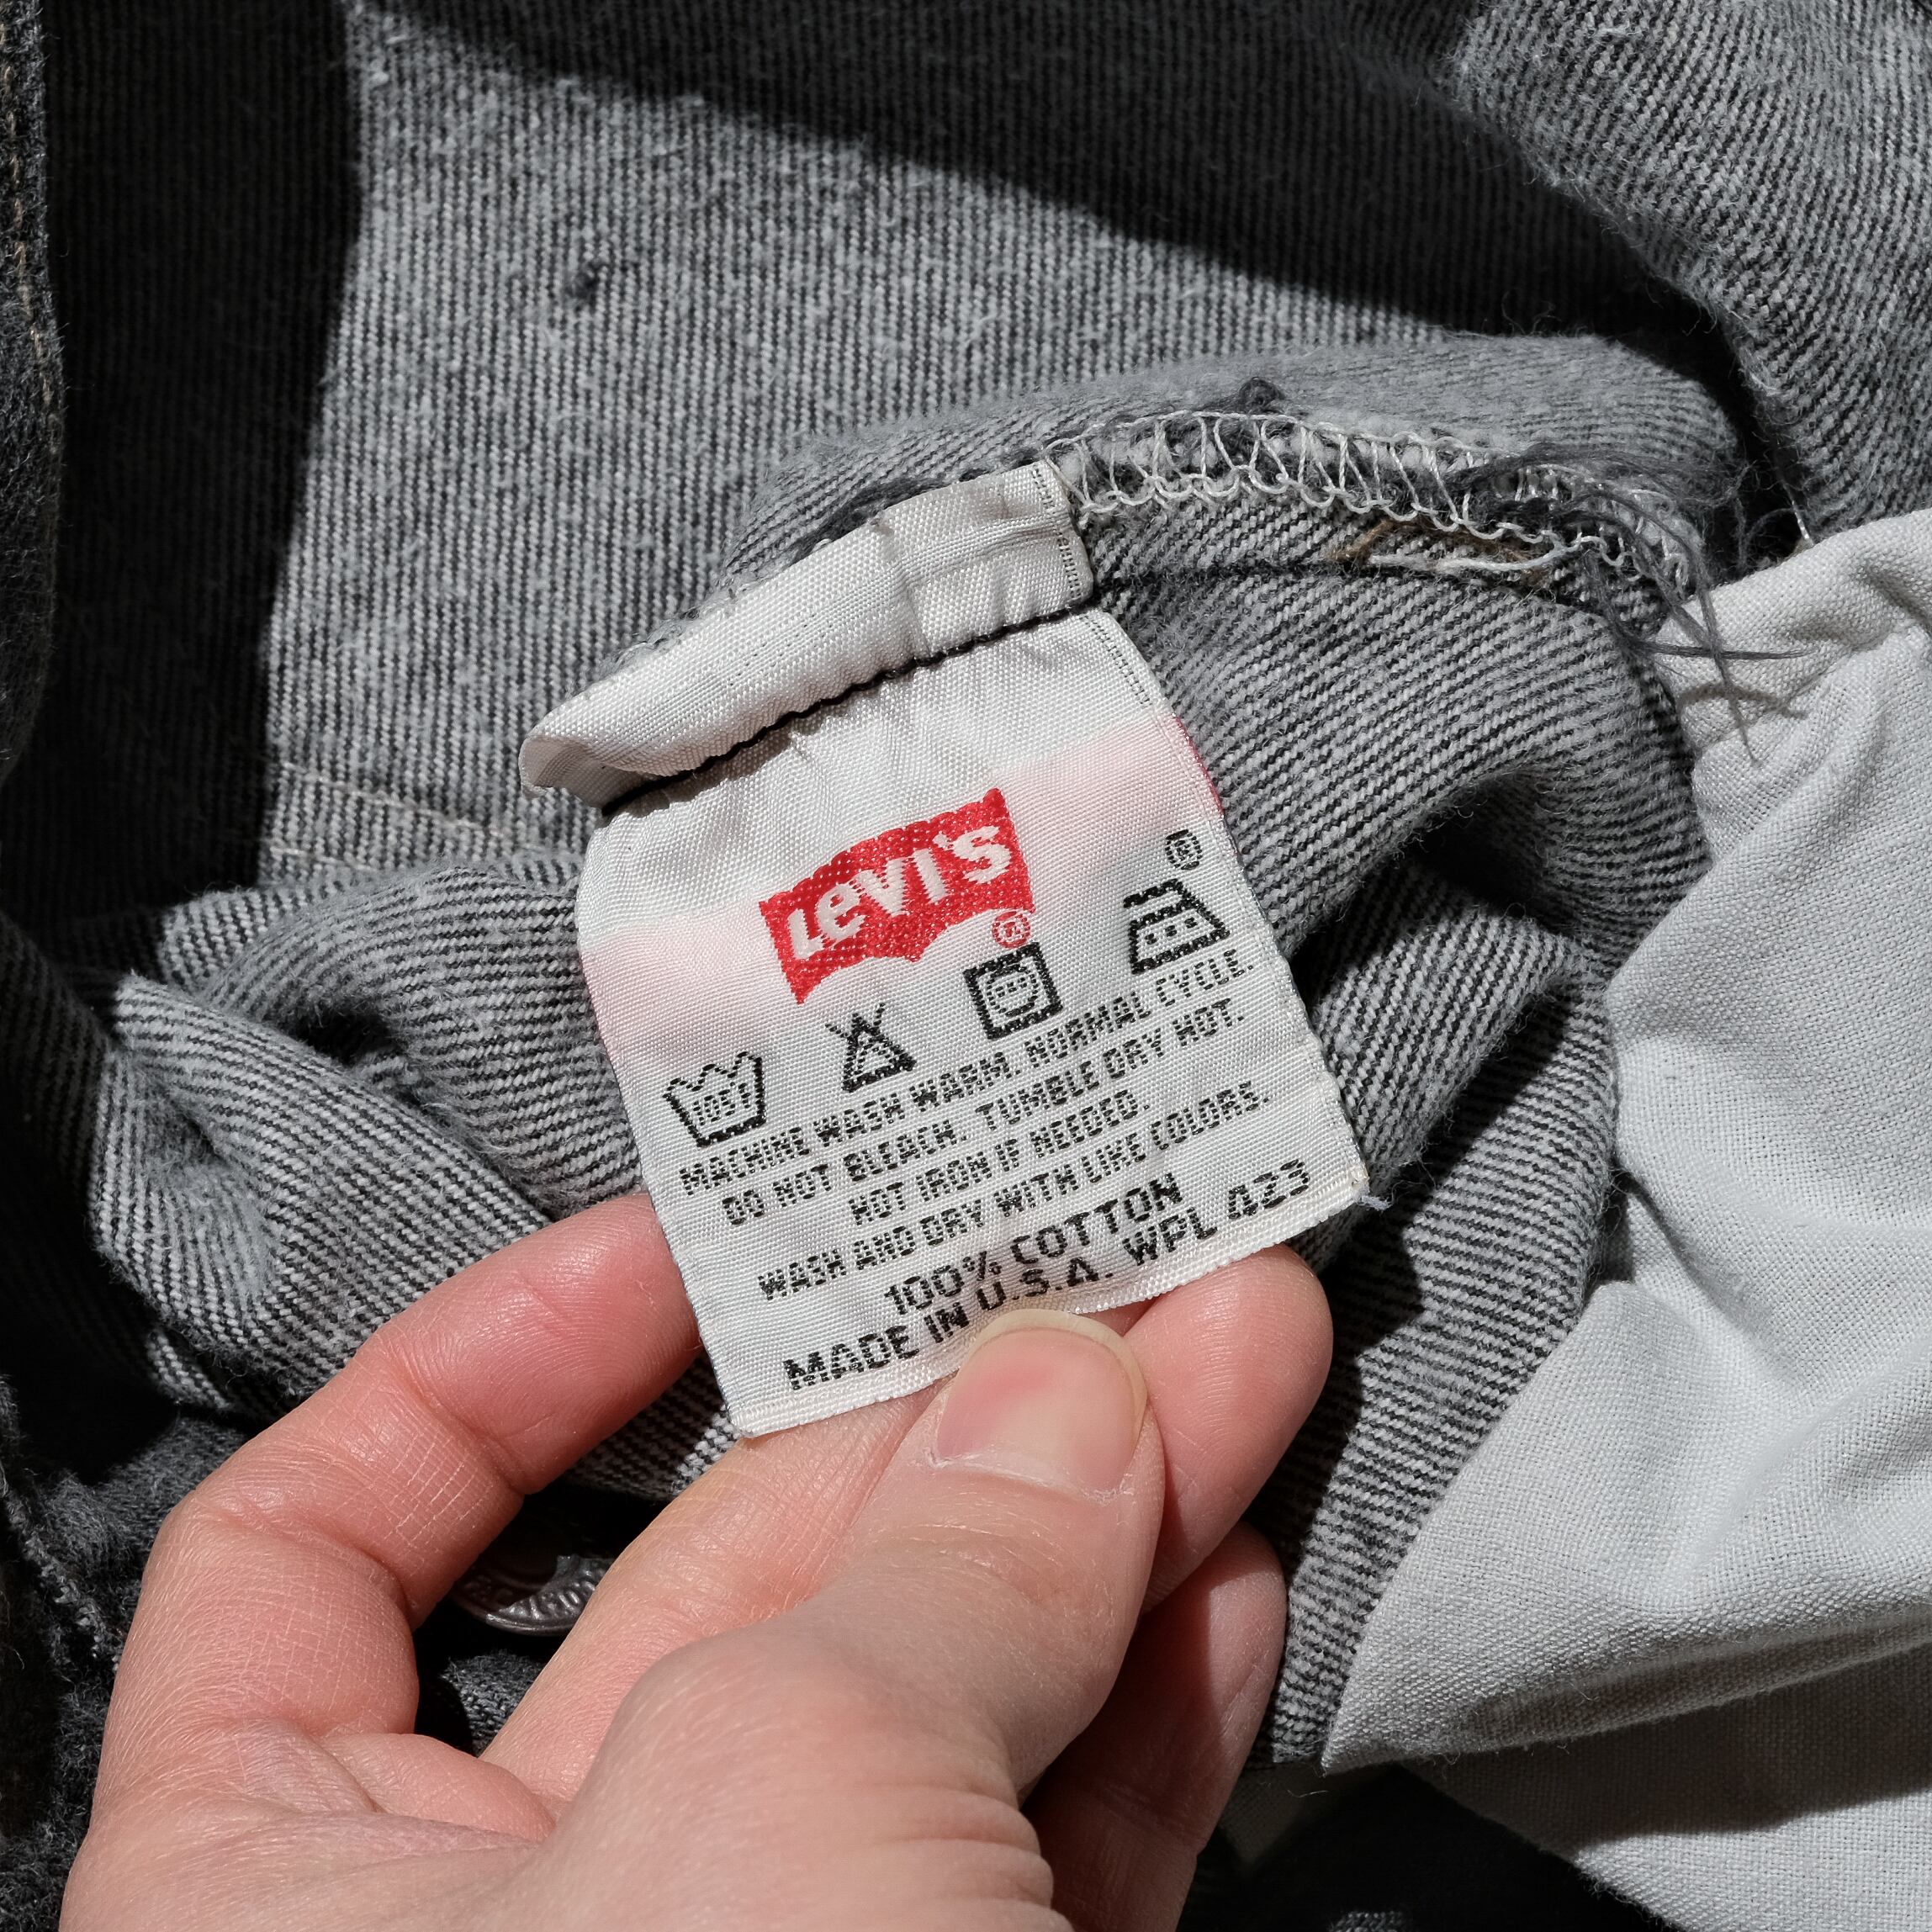 LEVI'S ®
®
105F
MACHINE WASH WARM. NORMAL CYCLE.
DO NOT BLEACH. TUMBLE DRY HOT.
HOT IRON IF NEEDED.
WASH AND DRY WITH LIKE COLORS.
100% COTTON
MADE IN U.S.A. WPL 423